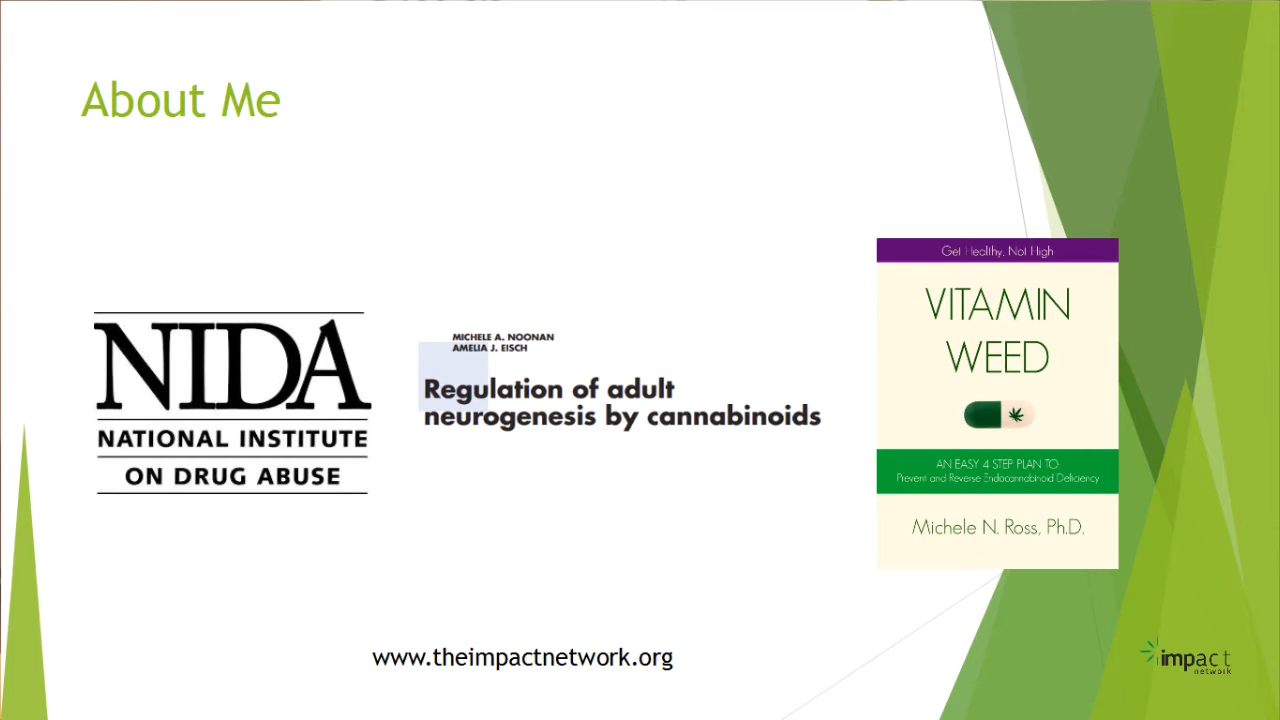 About Me
NIDA
NATIONAL INSTITUTE
ON DRUG ABUSE
MICHELE A. NOONAN
AMELIA J. EISCH
Regulation of adult
neurogenesis by cannabinoids
Get Healthy, Not High
VITAMIN
WEED
AN EASY 4 STEP PLAN TO:
Prevent and Reverse Endocannabinoid Deficiency
Michele N. Ross, Ph.D.
www.theimpactnetwork.org
impact
network